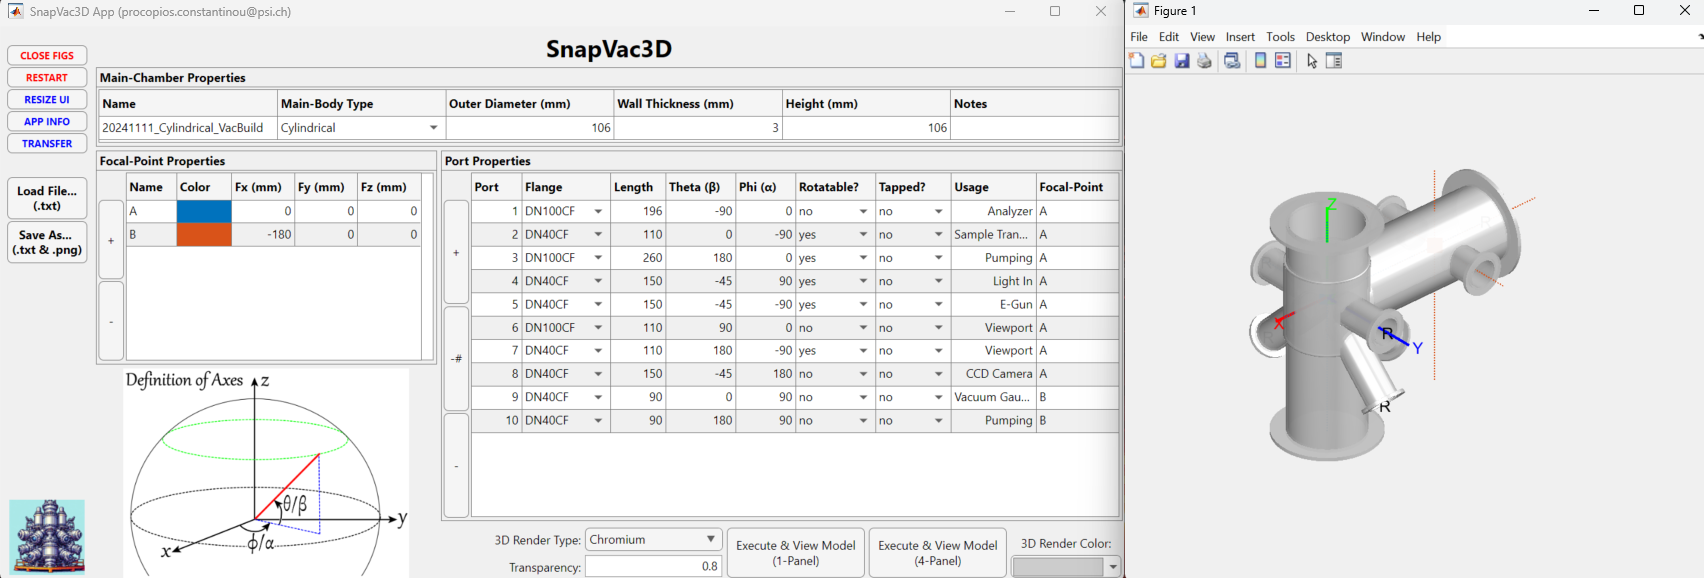 SnapVac3D App (procopios.constantinou@psi.ch)
SnapVac3D
CLOSE FIGS
RESTART
RESIZE UI
APP INFO
TRANSFER
Load File...
(.txt)
Save As...
(.txt & .png)
Main-Chamber Properties
Name Main-Body Type Outer Diameter (mm) Wall Thickness (mm) Height (mm) Notes
20241111_Cylindrical_VacBuild Cylindrical 106 3 106
Focal-Point Properties
Name Color Fx (mm) Fy (mm) Fz (mm)
A 0 0 0
B -180 0 0
+
-
Definition of Axes
z
θ/β
y
x
ϕ/α
Port Properties
+
-#
-
Port Flange Length Theta (β) Phi (α) Rotatable? Tapped? Usage Focal-Point
1 DN100CF 196 -90 0 no no Analyzer A
2 DN40CF 110 0 -90 yes no Sample Tran... A
3 DN100CF 260 180 0 yes no Pumping A
4 DN40CF 150 -45 90 yes no Light In A
5 DN40CF 150 -45 -90 yes no E-Gun A
6 DN100CF 110 90 0 no no Viewport A
7 DN40CF 110 180 -90 yes no Viewport A
8 DN40CF 150 -45 180 no no CCD Camera A
9 DN40CF 90 0 90 no no Vacuum Gau... B
10 DN40CF 90 180 90 no no Pumping B
3D Render Type: Chromium
Transparency: 0.8
Execute & View Model
(1-Panel)
Execute & View Model
(4-Panel)
3D Render Color:
Figure 1
File Edit View Insert Tools Desktop Window Help
Z
X
R
Y
R